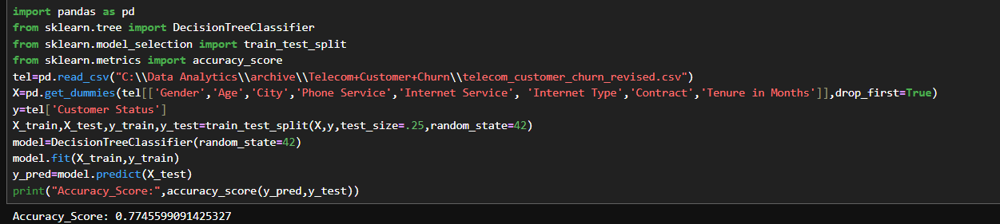 import pandas as pd
from sklearn.tree import DecisionTreeClassifier
from sklearn.model_selection import train_test_split
from sklearn.metrics import accuracy_score
tel=pd.read_csv("C:\\Data Analytics\\archive\\Telecom+Customer+Churn\\telecom_customer_churn_revised.csv")
X=pd.get_dummies(tel[['Gender','Age','City','Phone Service','Internet Service', 'Internet Type','Contract','Tenure in Months']],drop_first=True)
y=tel['Customer Status']
X_train,X_test,y_train,y_test=train_test_split(X,y,test_size=.25,random_state=42)
model=DecisionTreeClassifier(random_state=42)
model.fit(X_train,y_train)
y_pred=model.predict(X_test)
print("Accuracy_Score:",accuracy_score(y_pred,y_test))
Accuracy_Score: 0.7745599091425327